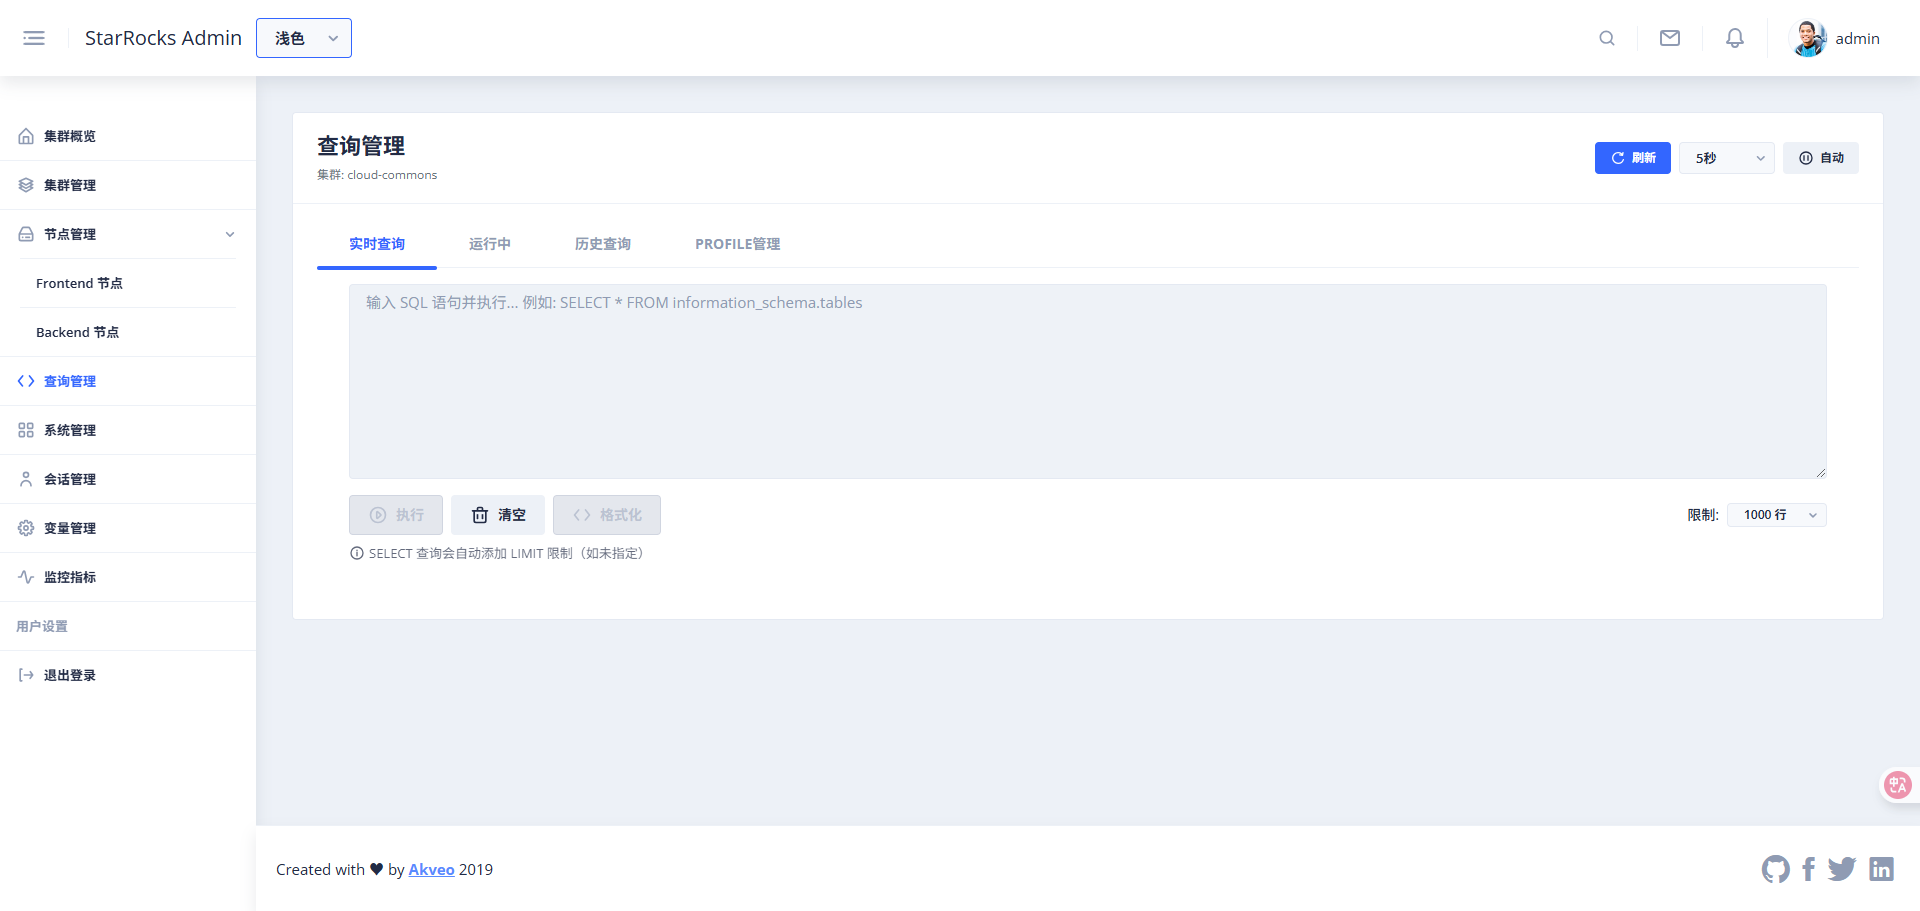 StarRocks Admin
浅色
admin
集群概览
集群管理
节点管理
Frontend 节点
Backend 节点
查询管理
系统管理
会话管理
变量管理
监控指标
用户设置
退出登录
查询管理
集群: cloud-commons
刷新
5秒
自动
实时查询
运行中
历史查询
PROFILE管理
输入 SQL 语句并执行... 例如: SELECT * FROM information_schema.tables
执行
清空
格式化
限制:
1000 行
SELECT 查询会自动添加 LIMIT 限制（如未指定）
中A
Created with ♥ by Akveo 2019